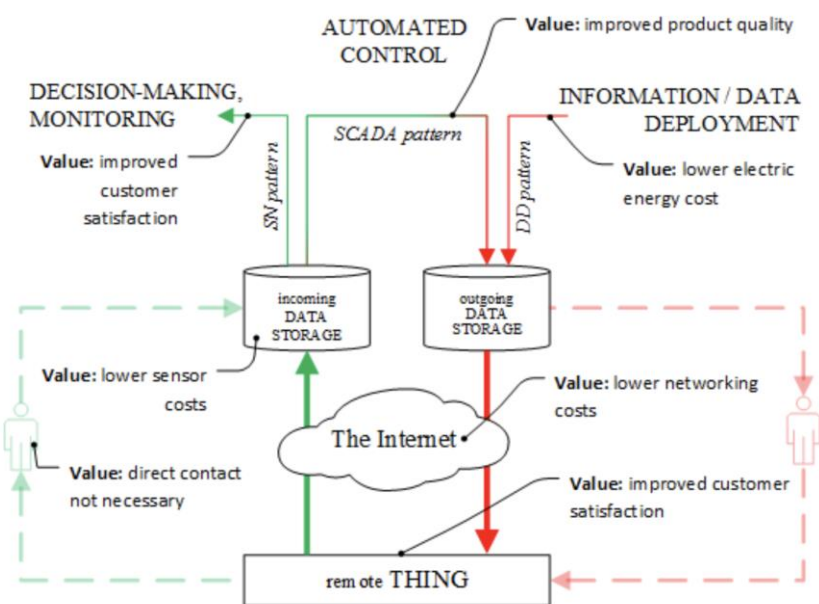 AUTOMATED
CONTROL
Value: improved product quality
DECISION-MAKING,
MONITORING
INFORMATION / DATA
DEPLOYMENT
SCADA pattern
Value: improved
customer
satisfaction
SN pattern
DD pattern
Value: lower electric
energy cost
incoming
DATA
STORAGE
outgoing
DATA
STORAGE
Value: lower sensor
costs
Value: lower networking
costs
The Internet
Value: direct contact
not necessary
Value: improved customer
satisfaction
remote THING